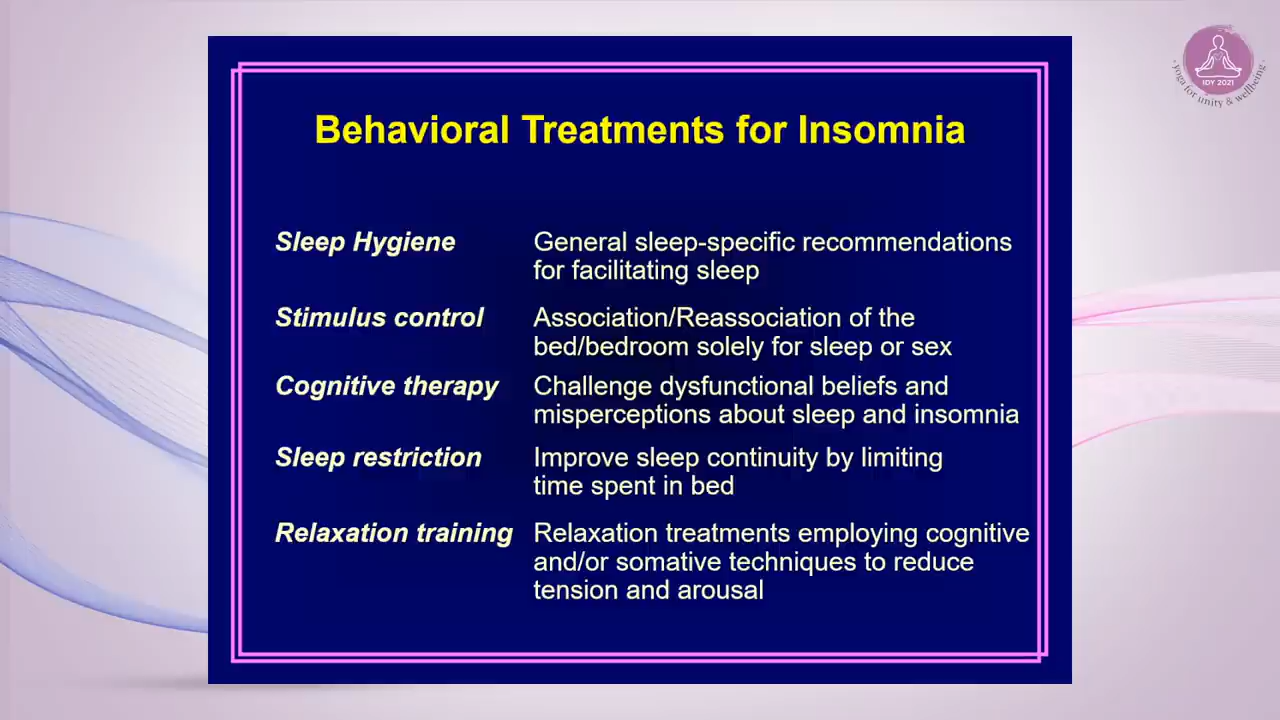 Behavioral Treatments for Insomnia
Sleep Hygiene General sleep-specific recommendations
for facilitating sleep
Stimulus control Association/Reassociation of the
bed/bedroom solely for sleep or sex
Cognitive therapy Challenge dysfunctional beliefs and
misperceptions about sleep and insomnia
Sleep restriction Improve sleep continuity by limiting
time spent in bed
Relaxation training Relaxation treatments employing cognitive
and/or somative techniques to reduce
tension and arousal
IDY 2021
· yoga for unity & wellbeing ·